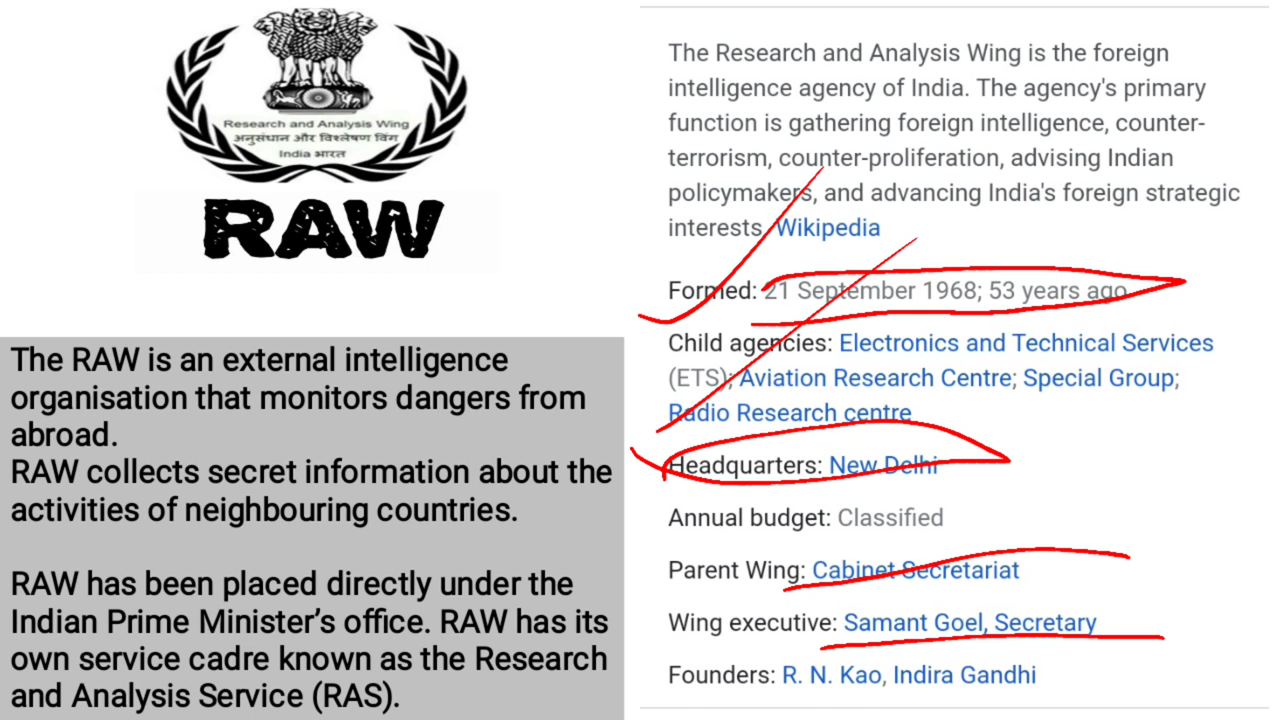 Research and Analysis Wing
अनुसंधान और विश्लेषण विंग
India भारत
RAW
The RAW is an external intelligence
organisation that monitors dangers from
abroad.
RAW collects secret information about the
activities of neighbouring countries.
RAW has been placed directly under the
Indian Prime Minister’s office. RAW has its
own service cadre known as the Research
and Analysis Service (RAS).
The Research and Analysis Wing is the foreign
intelligence agency of India. The agency's primary
function is gathering foreign intelligence, counter-
terrorism, counter-proliferation, advising Indian
policymakers, and advancing India's foreign strategic
interests. Wikipedia
Formed: 21 September 1968; 53 years ago
Child agencies: Electronics and Technical Services
(ETS); Aviation Research Centre; Special Group;
Radio Research centre
Headquarters: New Delhi
Annual budget: Classified
Parent Wing: Cabinet Secretariat
Wing executive: Samant Goel, Secretary
Founders: R. N. Kao, Indira Gandhi